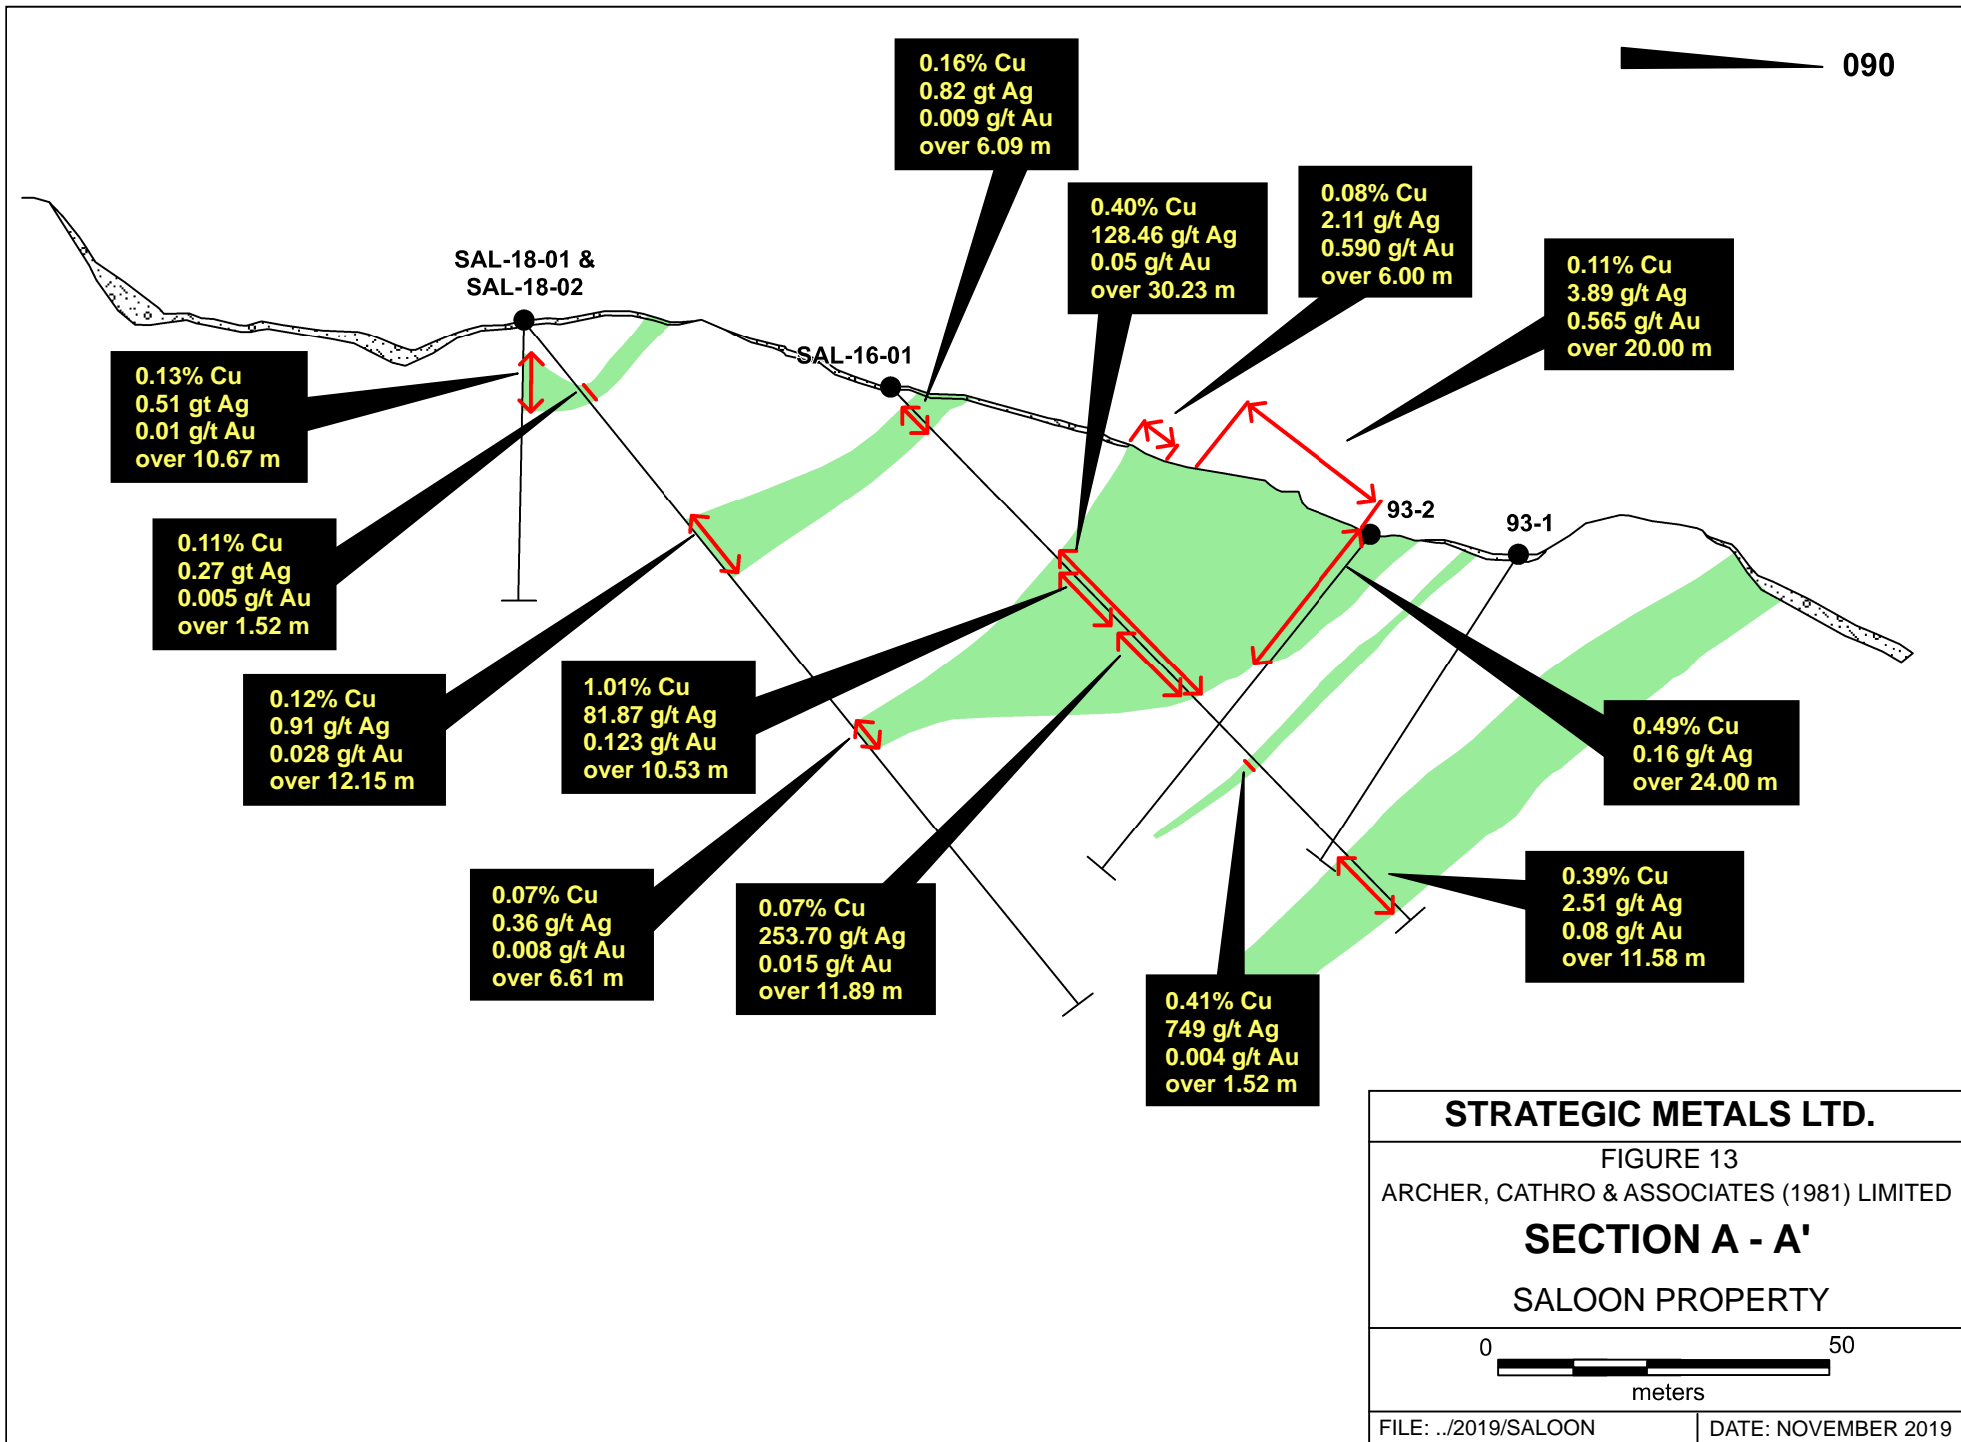 090
0.16% Cu
0.82 gt Ag
0.009 g/t Au
over 6.09 m
0.40% Cu
128.46 g/t Ag
0.05 g/t Au
over 30.23 m
0.08% Cu
2.11 g/t Ag
0.590 g/t Au
over 6.00 m
0.11% Cu
3.89 g/t Ag
0.565 g/t Au
over 20.00 m
SAL-18-01 &
SAL-18-02
SAL-16-01
93-2
93-1
0.13% Cu
0.51 gt Ag
0.01 g/t Au
over 10.67 m
0.11% Cu
0.27 gt Ag
0.005 g/t Au
over 1.52 m
0.12% Cu
0.91 g/t Ag
0.028 g/t Au
over 12.15 m
1.01% Cu
81.87 g/t Ag
0.123 g/t Au
over 10.53 m
0.49% Cu
0.16 g/t Ag
over 24.00 m
0.07% Cu
0.36 g/t Ag
0.008 g/t Au
over 6.61 m
0.07% Cu
253.70 g/t Ag
0.015 g/t Au
over 11.89 m
0.39% Cu
2.51 g/t Ag
0.08 g/t Au
over 11.58 m
0.41% Cu
749 g/t Ag
0.004 g/t Au
over 1.52 m
STRATEGIC METALS LTD.
FIGURE 13
ARCHER, CATHRO & ASSOCIATES (1981) LIMITED
SECTION A - A'
SALOON PROPERTY
0 50
meters
FILE: ../2019/SALOON
DATE: NOVEMBER 2019